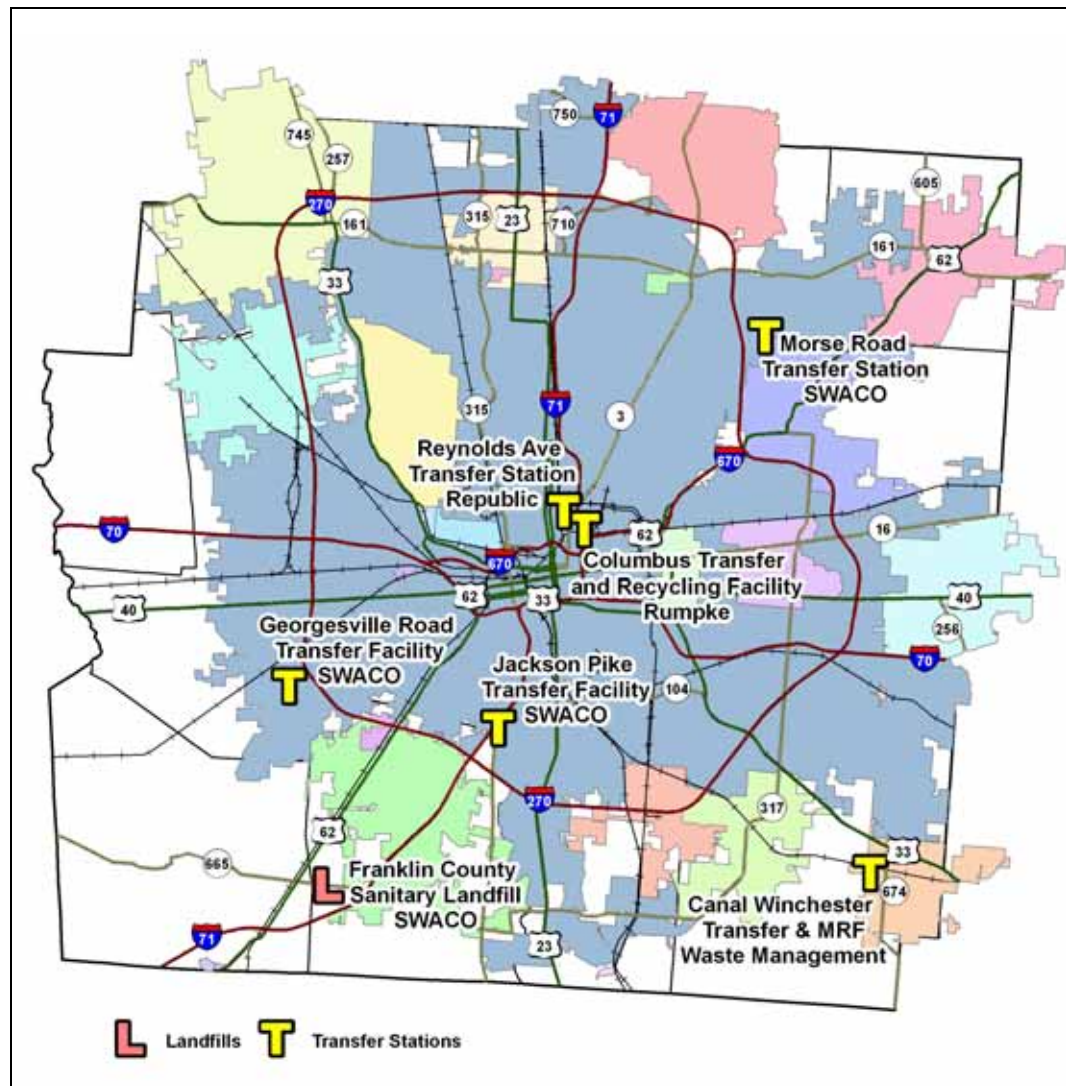 750
71
745
257
605
270
315
23
710
161
161
62
33
Morse Road
Transfer Station
SWACO
71
3
315
Reynolds Ave
Transfer Station
Republic
670
70
62
16
670
Columbus Transfer
and Recycling Facility
Rumpke
62
33
40
40
256
Georgesville Road
Transfer Facility
SWACO
70
Jackson Pike
Transfer Facility
SWACO
104
270
317
62
665
33
Franklin County
Sanitary Landfill
SWACO
674
Canal Winchester
Transfer & MRF
Waste Management
71
23
L Landfills T Transfer Stations